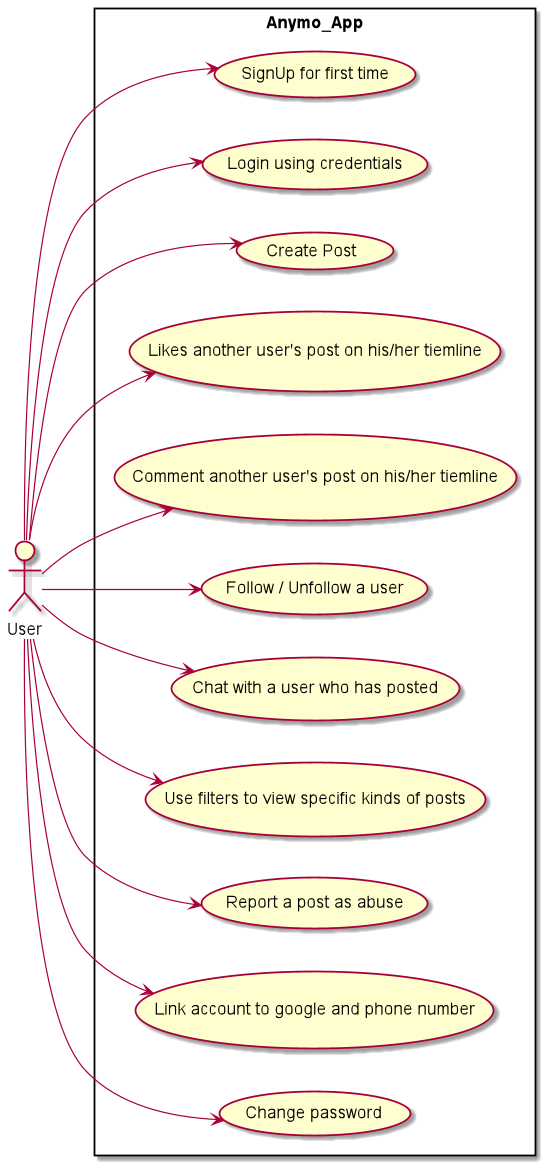 Anymo_App
SignUp for first time
Login using credentials
Create Post
Likes another user's post on his/her tiemline
Comment another user's post on his/her tiemline
Follow / Unfollow a user
User
Chat with a user who has posted
Use filters to view specific kinds of posts
Report a post as abuse
Link account to google and phone number
Change password